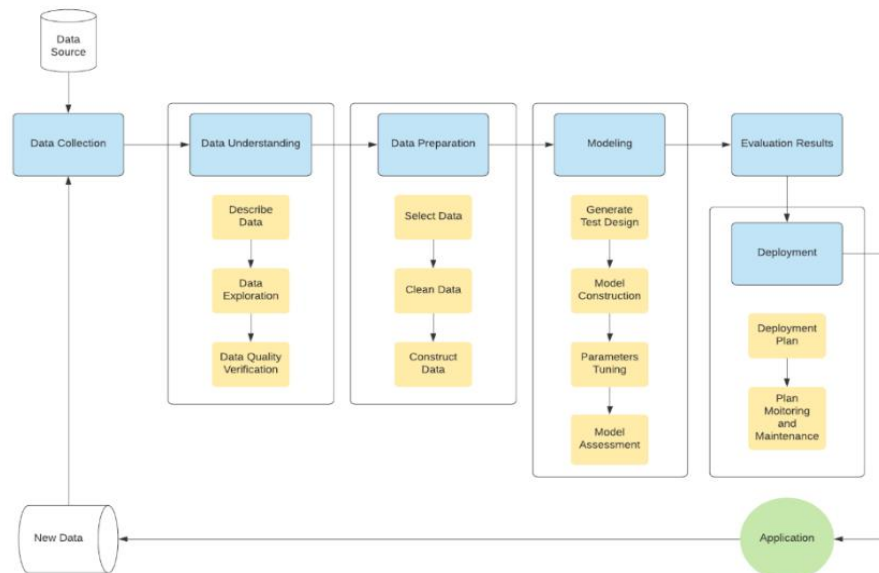 Data
Source
Data Collection
Data Understanding
Data Preparation
Modeling
Evaluation Results
Describe
Data
Data
Exploration
Data Quality
Verification
Select Data
Clean Data
Construct Data
Generate
Test Design
Model
Construction
Parameters
Tuning
Model
Assessment
Deployment
Deployment
Plan
Plan
Moitoring
and
Maintenance
New Data
Application